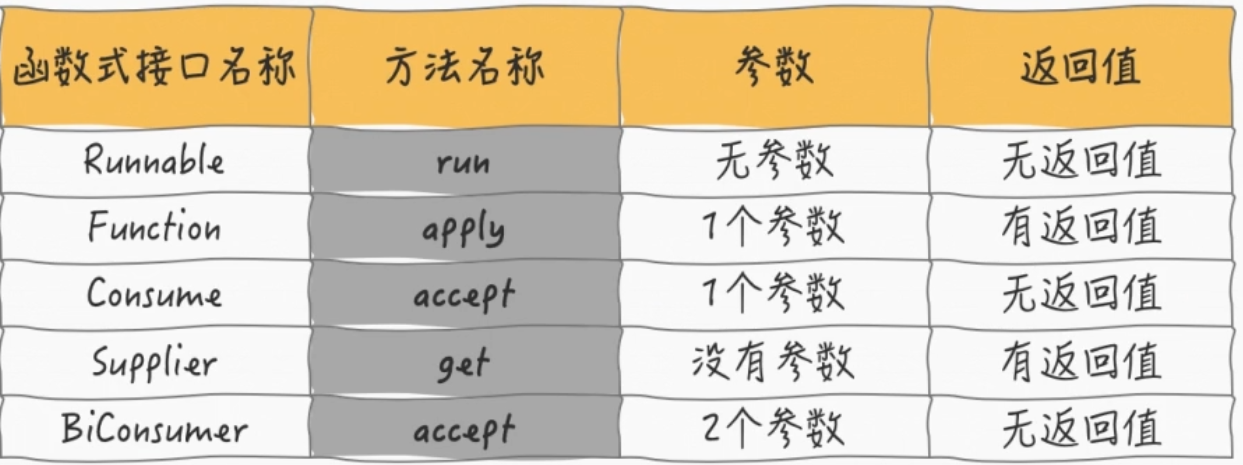 函数式接口名称 方法名称 参数 返回值
Runnable run 无参数 无返回值
Function apply 1个参数 有返回值
Consume accept 1个参数 无返回值
Supplier get 没有参数 有返回值
BiConsumer accept 2个参数 无返回值